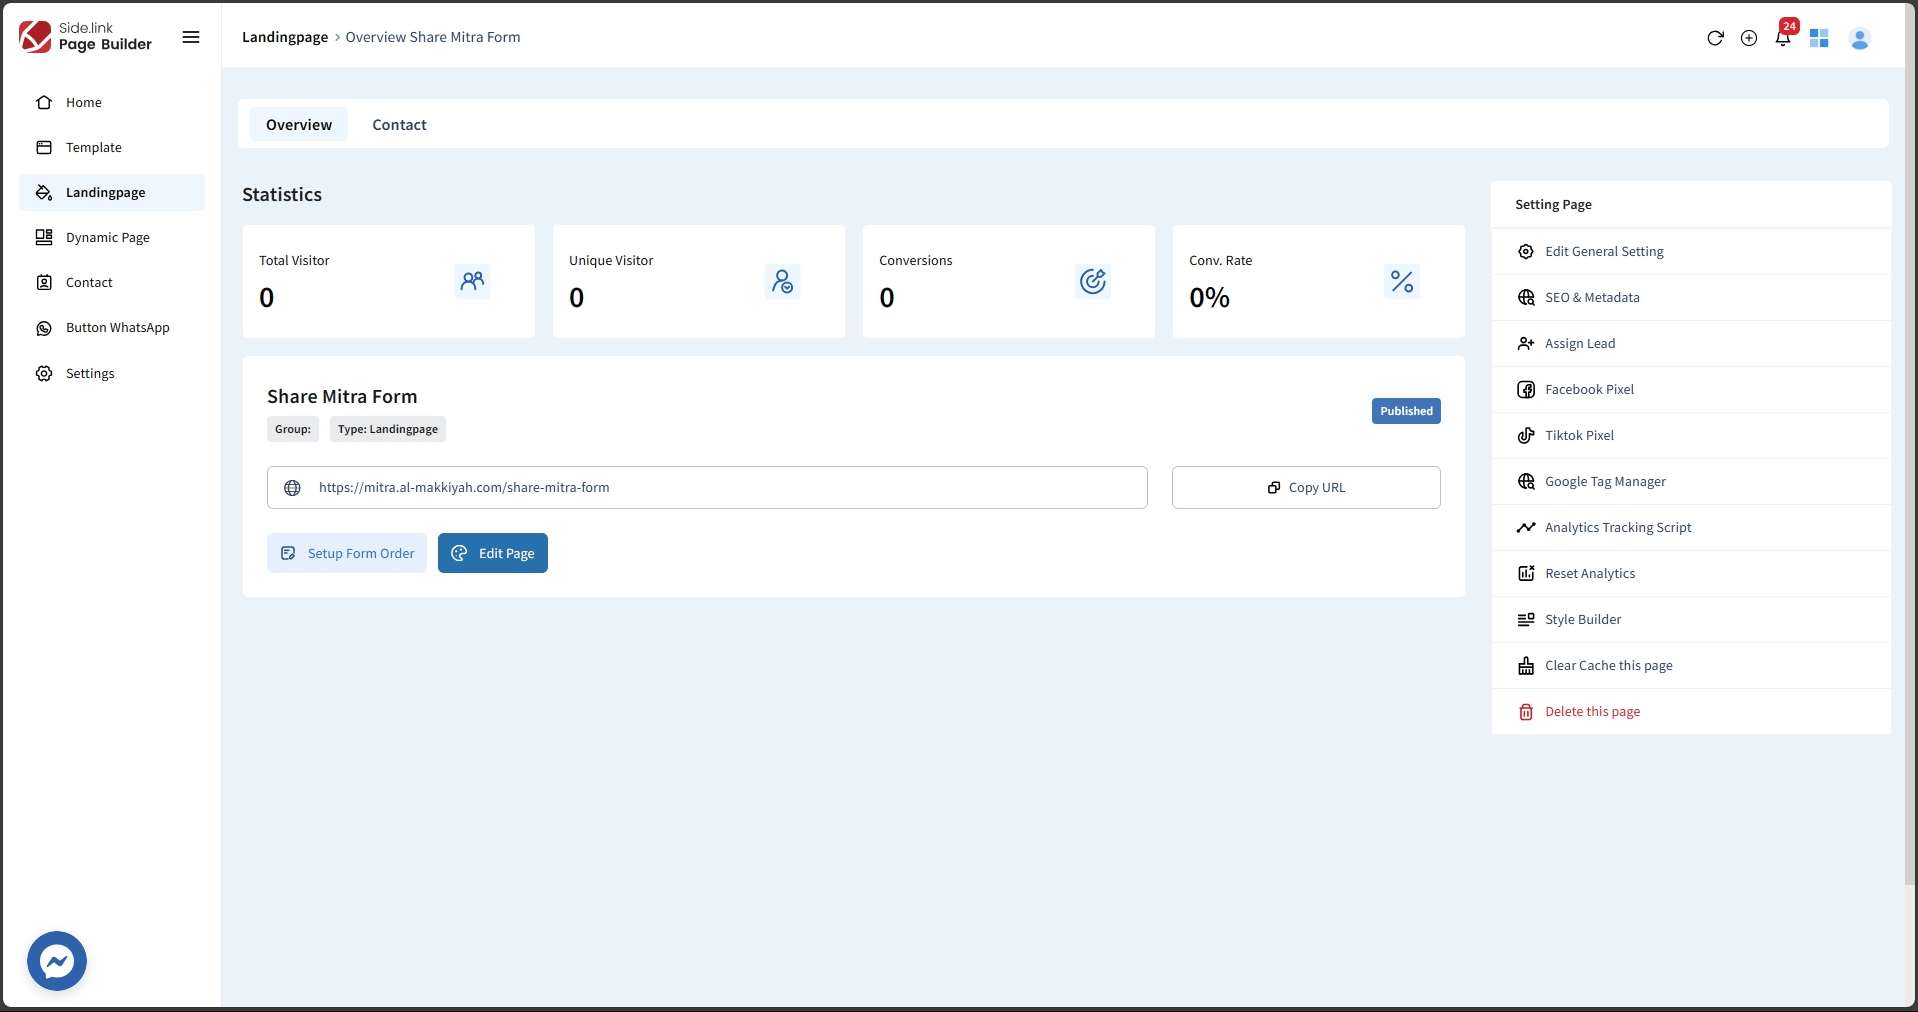 Side.link
Page Builder
Landingpage › Overview Share Mitra Form
24
Home
Template
Landingpage
Dynamic Page
Contact
Button WhatsApp
Settings
Overview
Contact
Statistics
Total Visitor
0
Unique Visitor
0
Conversions
0
Conv. Rate
0%
Share Mitra Form
Group:
Type: Landingpage
Published
https://mitra.al-makkiyah.com/share-mitra-form
Copy URL
Setup Form Order
Edit Page
Setting Page
Edit General Setting
SEO & Metadata
Assign Lead
Facebook Pixel
Tiktok Pixel
Google Tag Manager
Analytics Tracking Script
Reset Analytics
Style Builder
Clear Cache this page
Delete this page